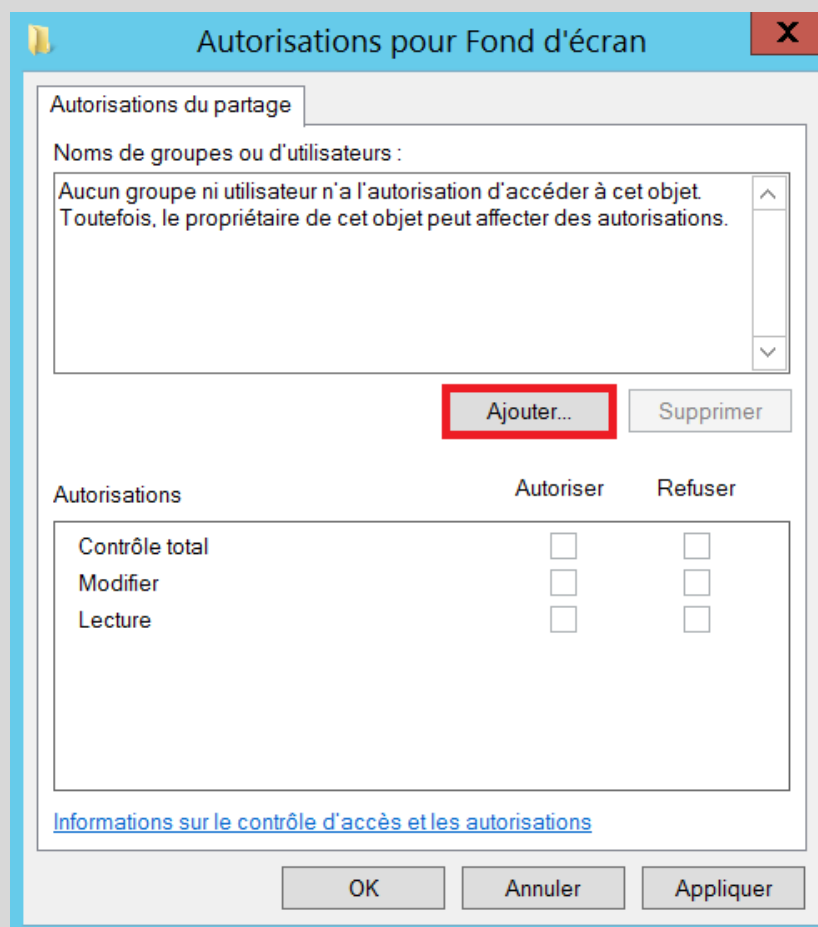 Autorisations pour Fond d'écran
X
Autorisations du partage
Noms de groupes ou d'utilisateurs :
Aucun groupe ni utilisateur n'a l'autorisation d'accéder à cet objet.
Toutefois, le propriétaire de cet objet peut affecter des autorisations.
Ajouter... Supprimer
Autorisations Autoriser Refuser
Contrôle total
Modifier
Lecture
Informations sur le contrôle d'accès et les autorisations
OK Annuler Appliquer